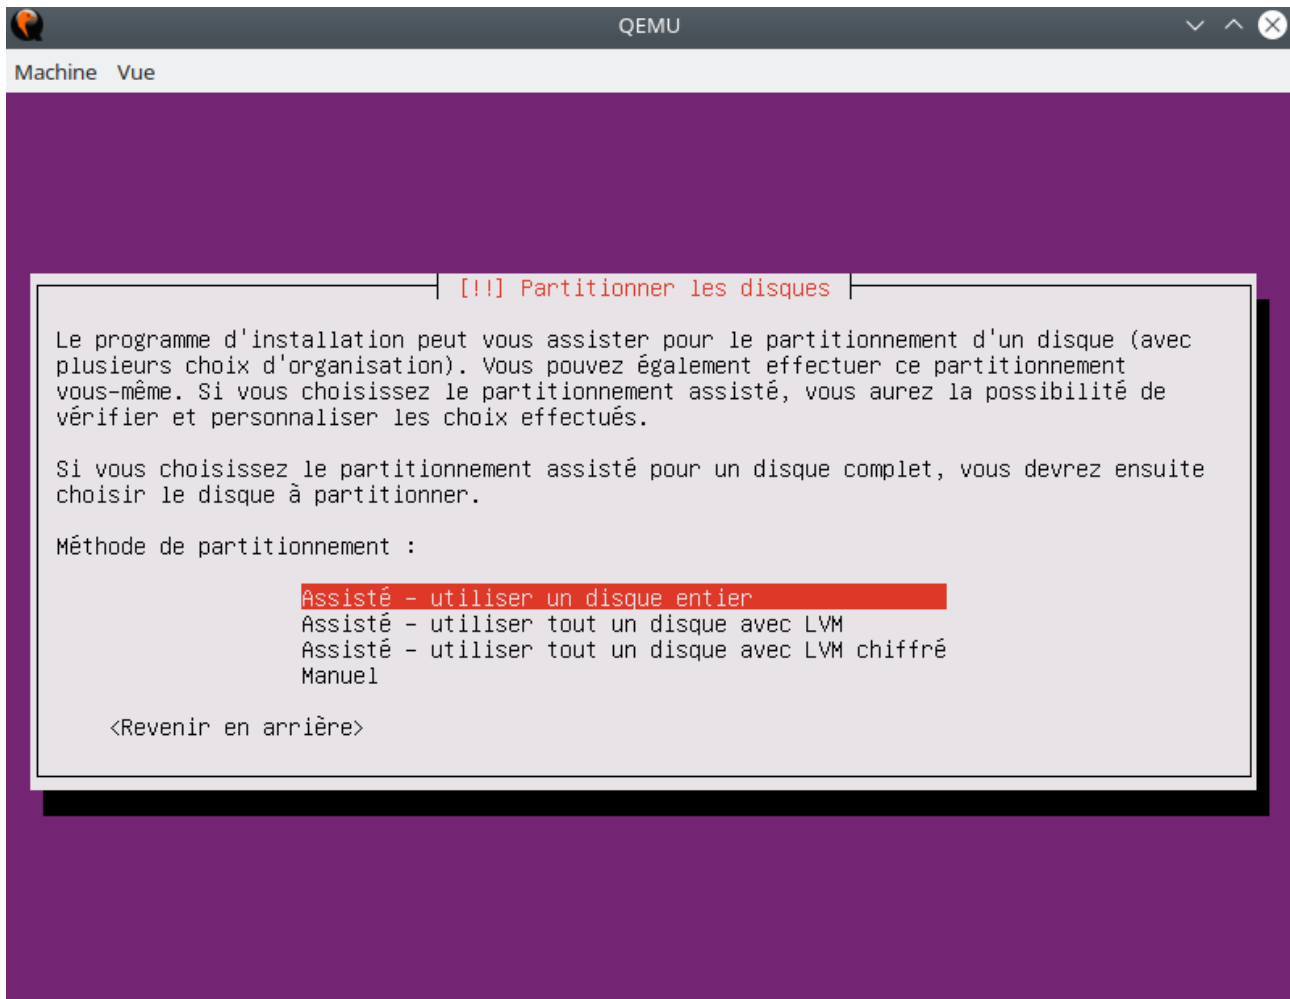 QEMU
Machine Vue
[!!] Partitionner les disques
Le programme d'installation peut vous assister pour le partitionnement d'un disque (avec
plusieurs choix d'organisation). Vous pouvez également effectuer ce partitionnement
vous-même. Si vous choisissez le partitionnement assisté, vous aurez la possibilité de
vérifier et personnaliser les choix effectués.
Si vous choisissez le partitionnement assisté pour un disque complet, vous devrez ensuite
choisir le disque à partitionner.
Méthode de partitionnement :
Assisté - utiliser un disque entier
Assisté - utiliser tout un disque avec LVM
Assisté - utiliser tout un disque avec LVM chiffré
Manuel
<Revenir en arrière>